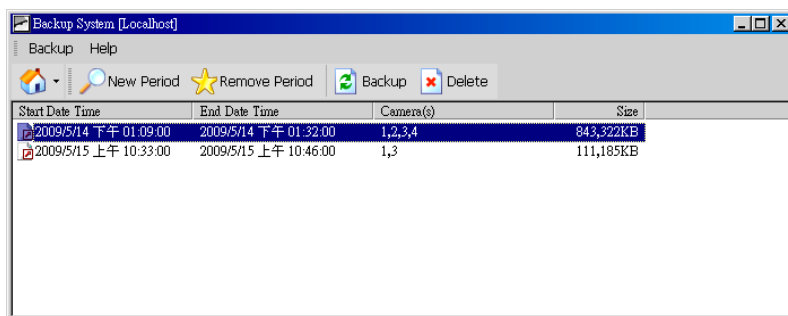 Backup System [Localhost]
Backup Help
New Period Remove Period Backup Delete
Start Date Time End Date Time Camera(s) Size
2009/5/14 下午 01:09:00 2009/5/14 下午 01:32:00 1,2,3,4 843,322KB
2009/5/15 上午 10:33:00 2009/5/15 上午 10:46:00 1,3 111,185KB